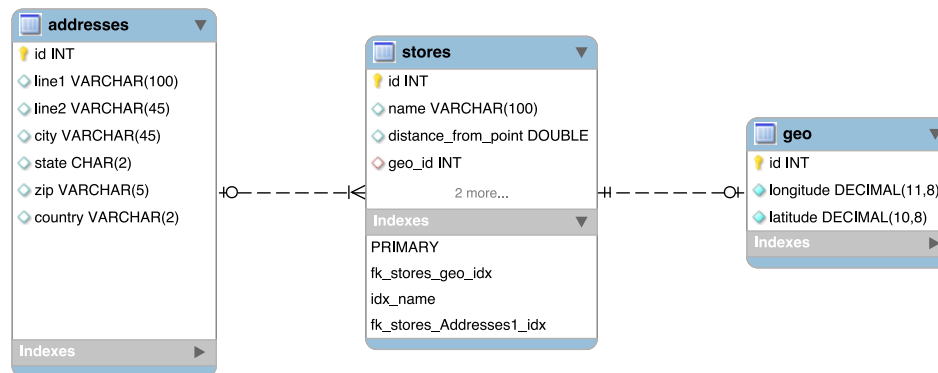 addresses
id INT
line1 VARCHAR(100)
line2 VARCHAR(45)
city VARCHAR(45)
state CHAR(2)
zip VARCHAR(5)
country VARCHAR(2)
Indexes
stores
id INT
name VARCHAR(100)
distance_from_point DOUBLE
geo_id INT
2 more...
Indexes
PRIMARY
fk_stores_geo_idx
idx_name
fk_stores_Addresses1_idx
geo
id INT
longitude DECIMAL(11,8)
latitude DECIMAL(10,8)
Indexes